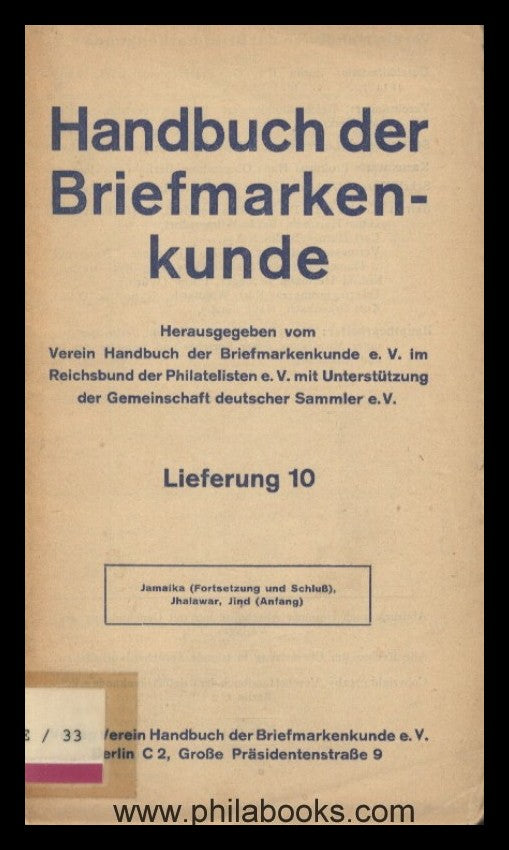 Handbuch der
Briefmarken-
kunde
Herausgegeben vom
Verein Handbuch der Briefmarkenkunde e. V. im
Reichsbund der Philatelisten e. V. mit Unterstützung
der Gemeinschaft deutscher Sammler e. V.
Lieferung 10
Jamaika (Fortsetzung und Schluß),
Jhalawar, Jind (Anfang)
/ 33
Verein Handbuch der Briefmarkenkunde e. V.
Berlin C 2, Große Präsidentenstraße 9
www.philabooks.com